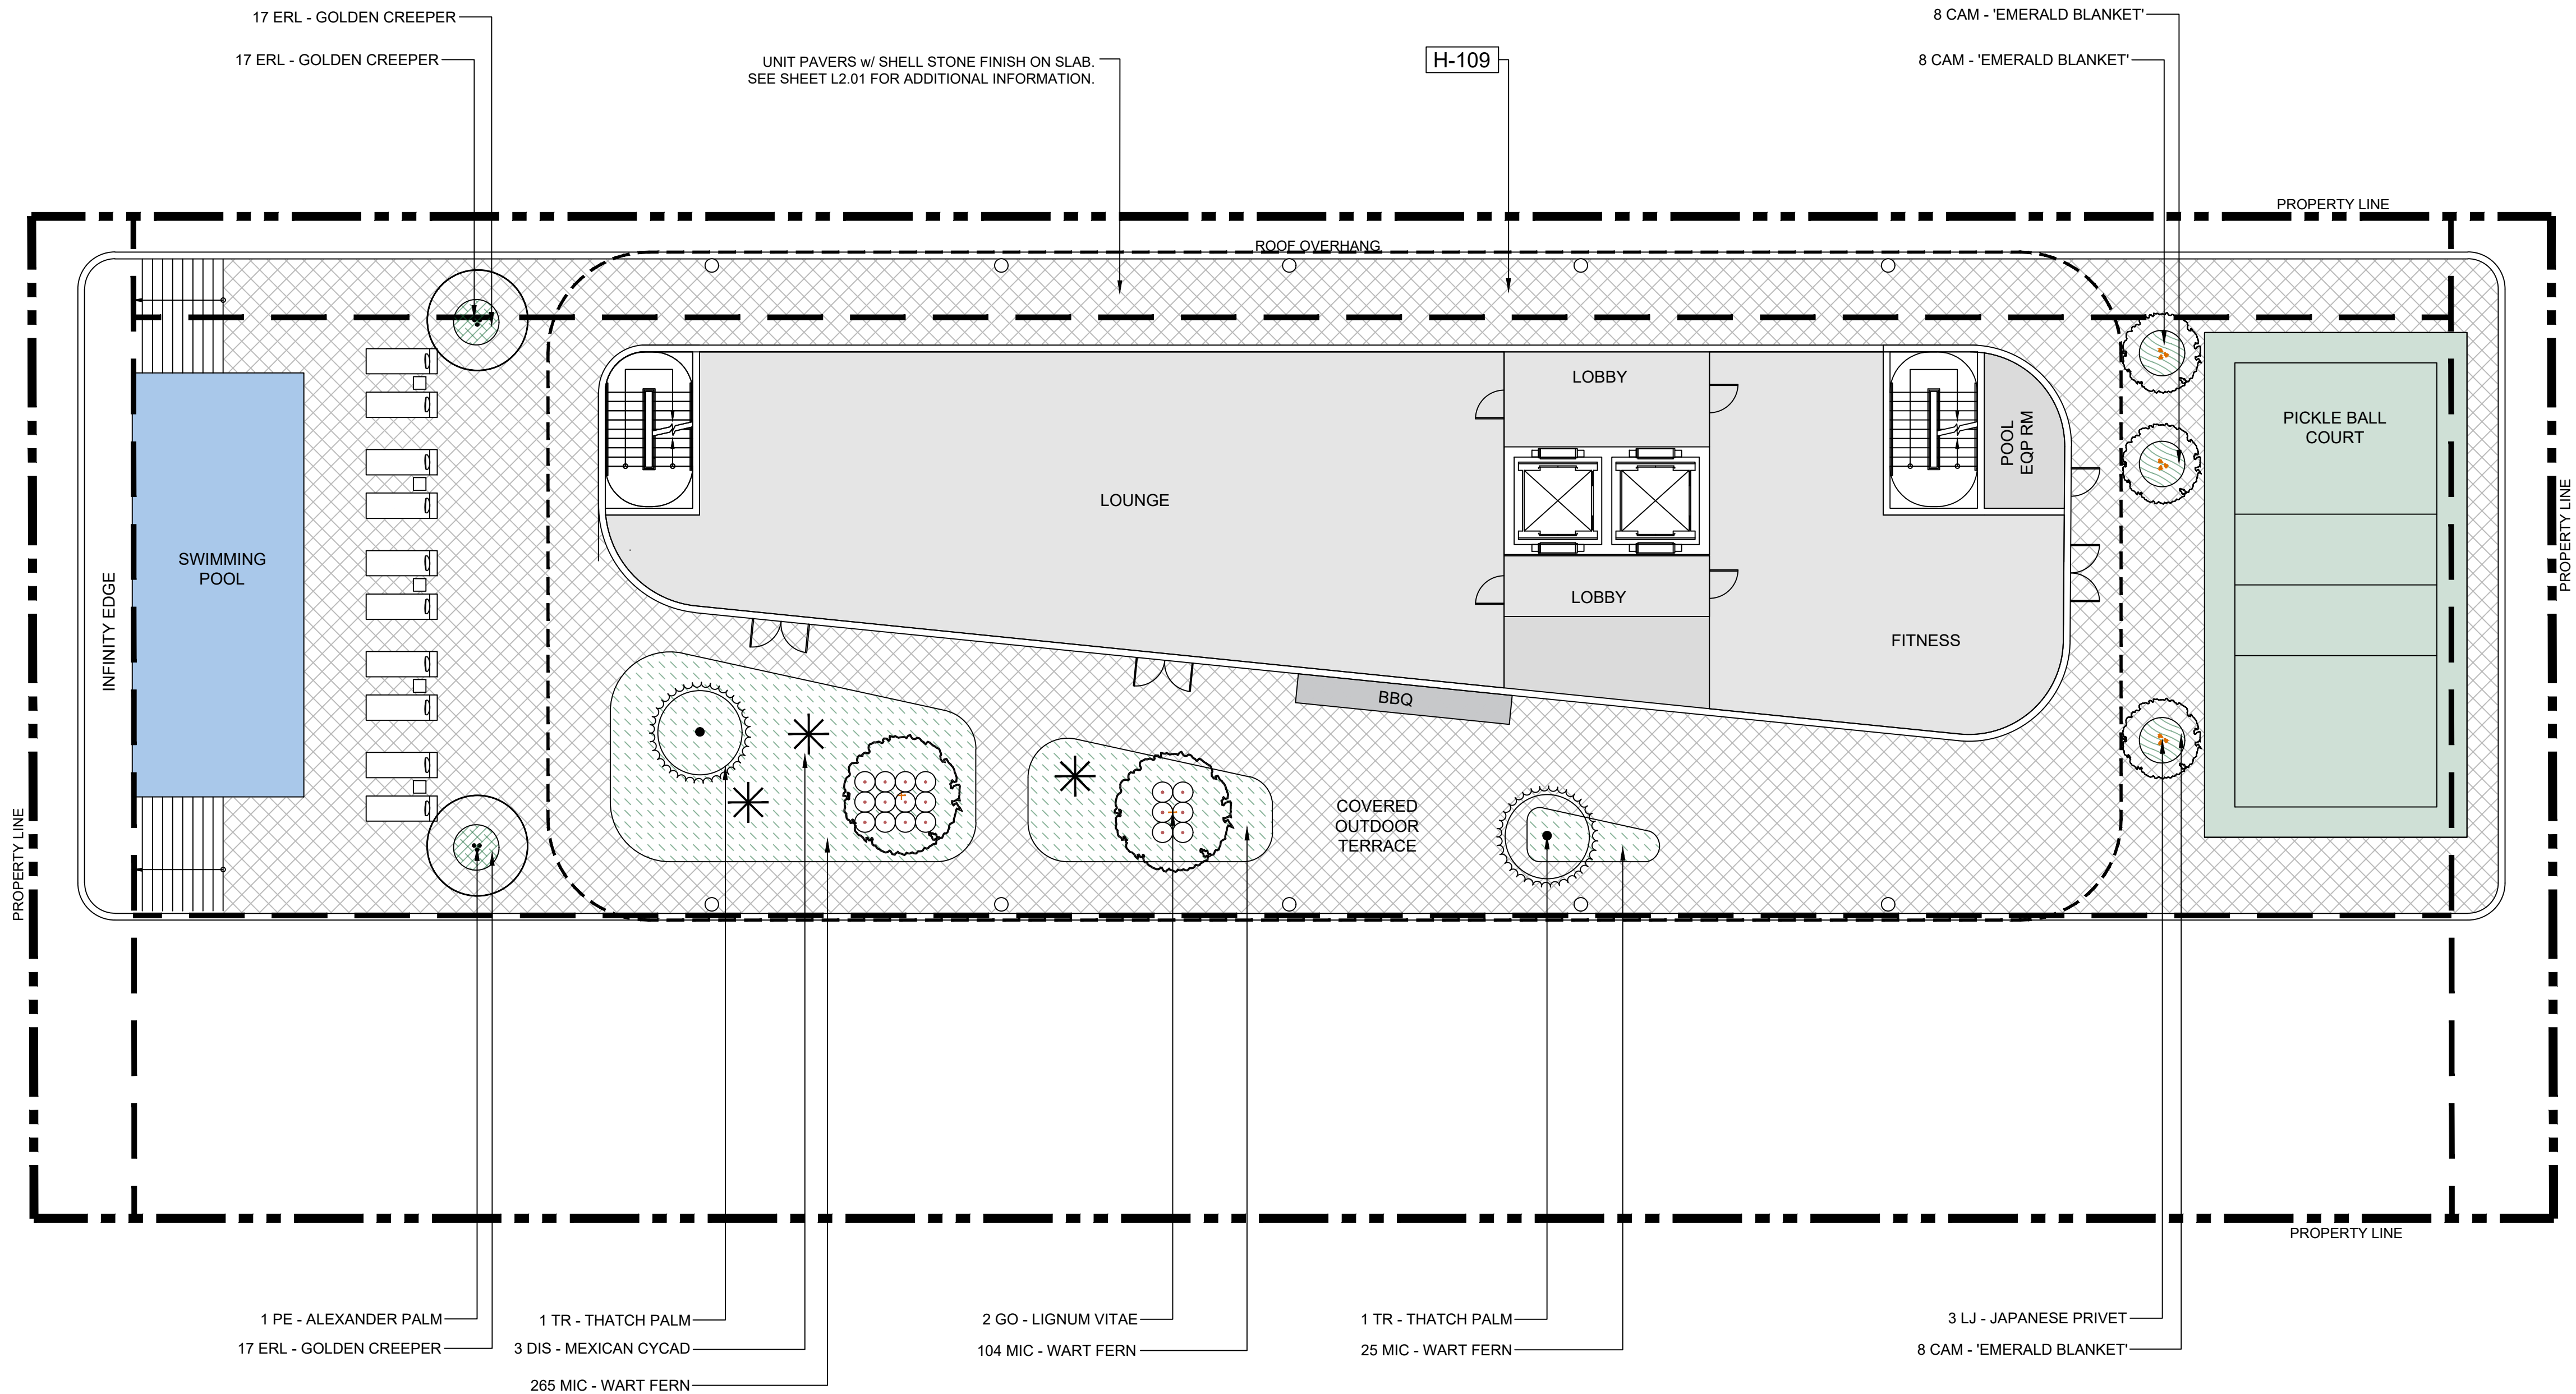 17 ERL - GOLDEN CREEPER
8 CAM - 'EMERALD BLANKET'
17 ERL - GOLDEN CREEPER
UNIT PAVERS w/ SHELL STONE FINISH ON SLAB.
SEE SHEET L2.01 FOR ADDITIONAL INFORMATION.
H-109
8 CAM - 'EMERALD BLANKET'
PROPERTY LINE
ROOF OVERHANG
LOBBY
PICKLE BALL
COURT
POOL
EQP RM
LOUNGE
PROPERTY LINE
SWIMMING
POOL
INFINITY EDGE
LOBBY
FITNESS
BBQ
COVERED
OUTDOOR
TERRACE
PROPERTY LINE
PROPERTY LINE
1 PE - ALEXANDER PALM
17 ERL - GOLDEN CREEPER
1 TR - THATCH PALM
3 DIS - MEXICAN CYCAD
265 MIC - WART FERN
2 GO - LIGNUM VITAE
104 MIC - WART FERN
1 TR - THATCH PALM
25 MIC - WART FERN
3 LJ - JAPANESE PRIVET
8 CAM - 'EMERALD BLANKET'